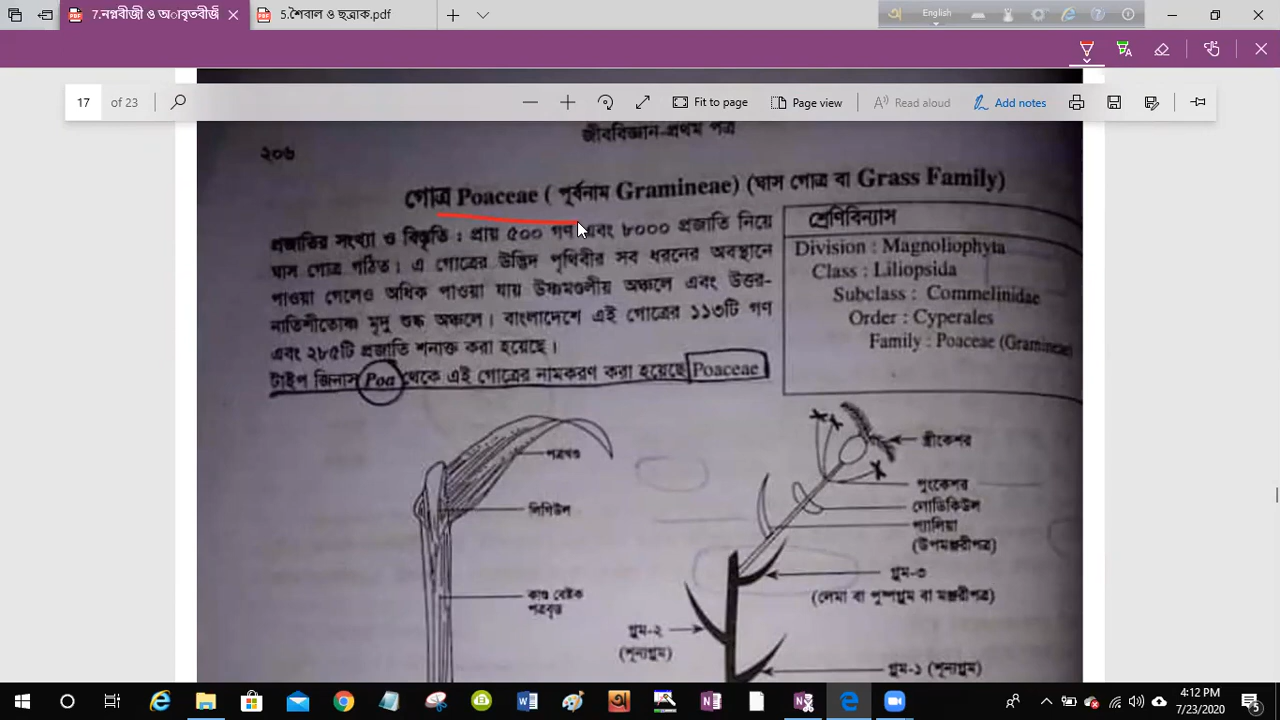 7.নগ্নবীজী ও আবৃতবীজী
5.শৈবাল ও ছত্রাক.pdf
English
17 of 23
Fit to page
Page view
Read aloud
Add notes
জীববিজ্ঞান-প্রথম পত্র
২০৬
গোত্র Poaceae ( পূর্বনাম Gramineae) (ঘাস গোত্র বা Grass Family)
প্রজাতির সংখ্যা ও বিস্তৃতি : প্রায় ৫০০ গণ এবং ৮০০০ প্রজাতি নিয়ে
ঘাস গোত্র গঠিত। এ গোত্রের উদ্ভিদ পৃথিবীর সব ধরনের অবস্থানে
পাওয়া গেলেও অধিক পাওয়া যায় উষ্ণমণ্ডলীয় অঞ্চলে এবং উত্তর-
নাতিশীতোষ্ণ মৃদু শুষ্ক অঞ্চলে। বাংলাদেশে এই গোত্রের ১১৩টি গণ
এবং ২৮৫টি প্রজাতি শনাক্ত করা হয়েছে।
টাইপ জিনাস Poa থেকে এই গোত্রের নামকরণ করা হয়েছে Poaceae
শ্রেণিবিন্যাস
Division : Magnoliophyta
Class : Liliopsida
Subclass : Commelinidae
Order : Cyperales
Family : Poaceae (Gramineae)
পত্রখণ্ড
লিগিউল
কাণ্ড বেষ্টক
পত্রবৃন্ত
স্ত্রীকেশর
পুংকেশর
লোডিকিউল
প্যালিয়া
(উপমঞ্জরীপত্র)
গ্লুম-৩
(লেমা বা পুষ্পগ্লুম বা মঞ্জরীপত্র)
গ্লুম-২
(শূন্যগ্লুম)
গ্লুম-১ (শূন্যগ্লুম)
4:12 PM
7/23/2020
5